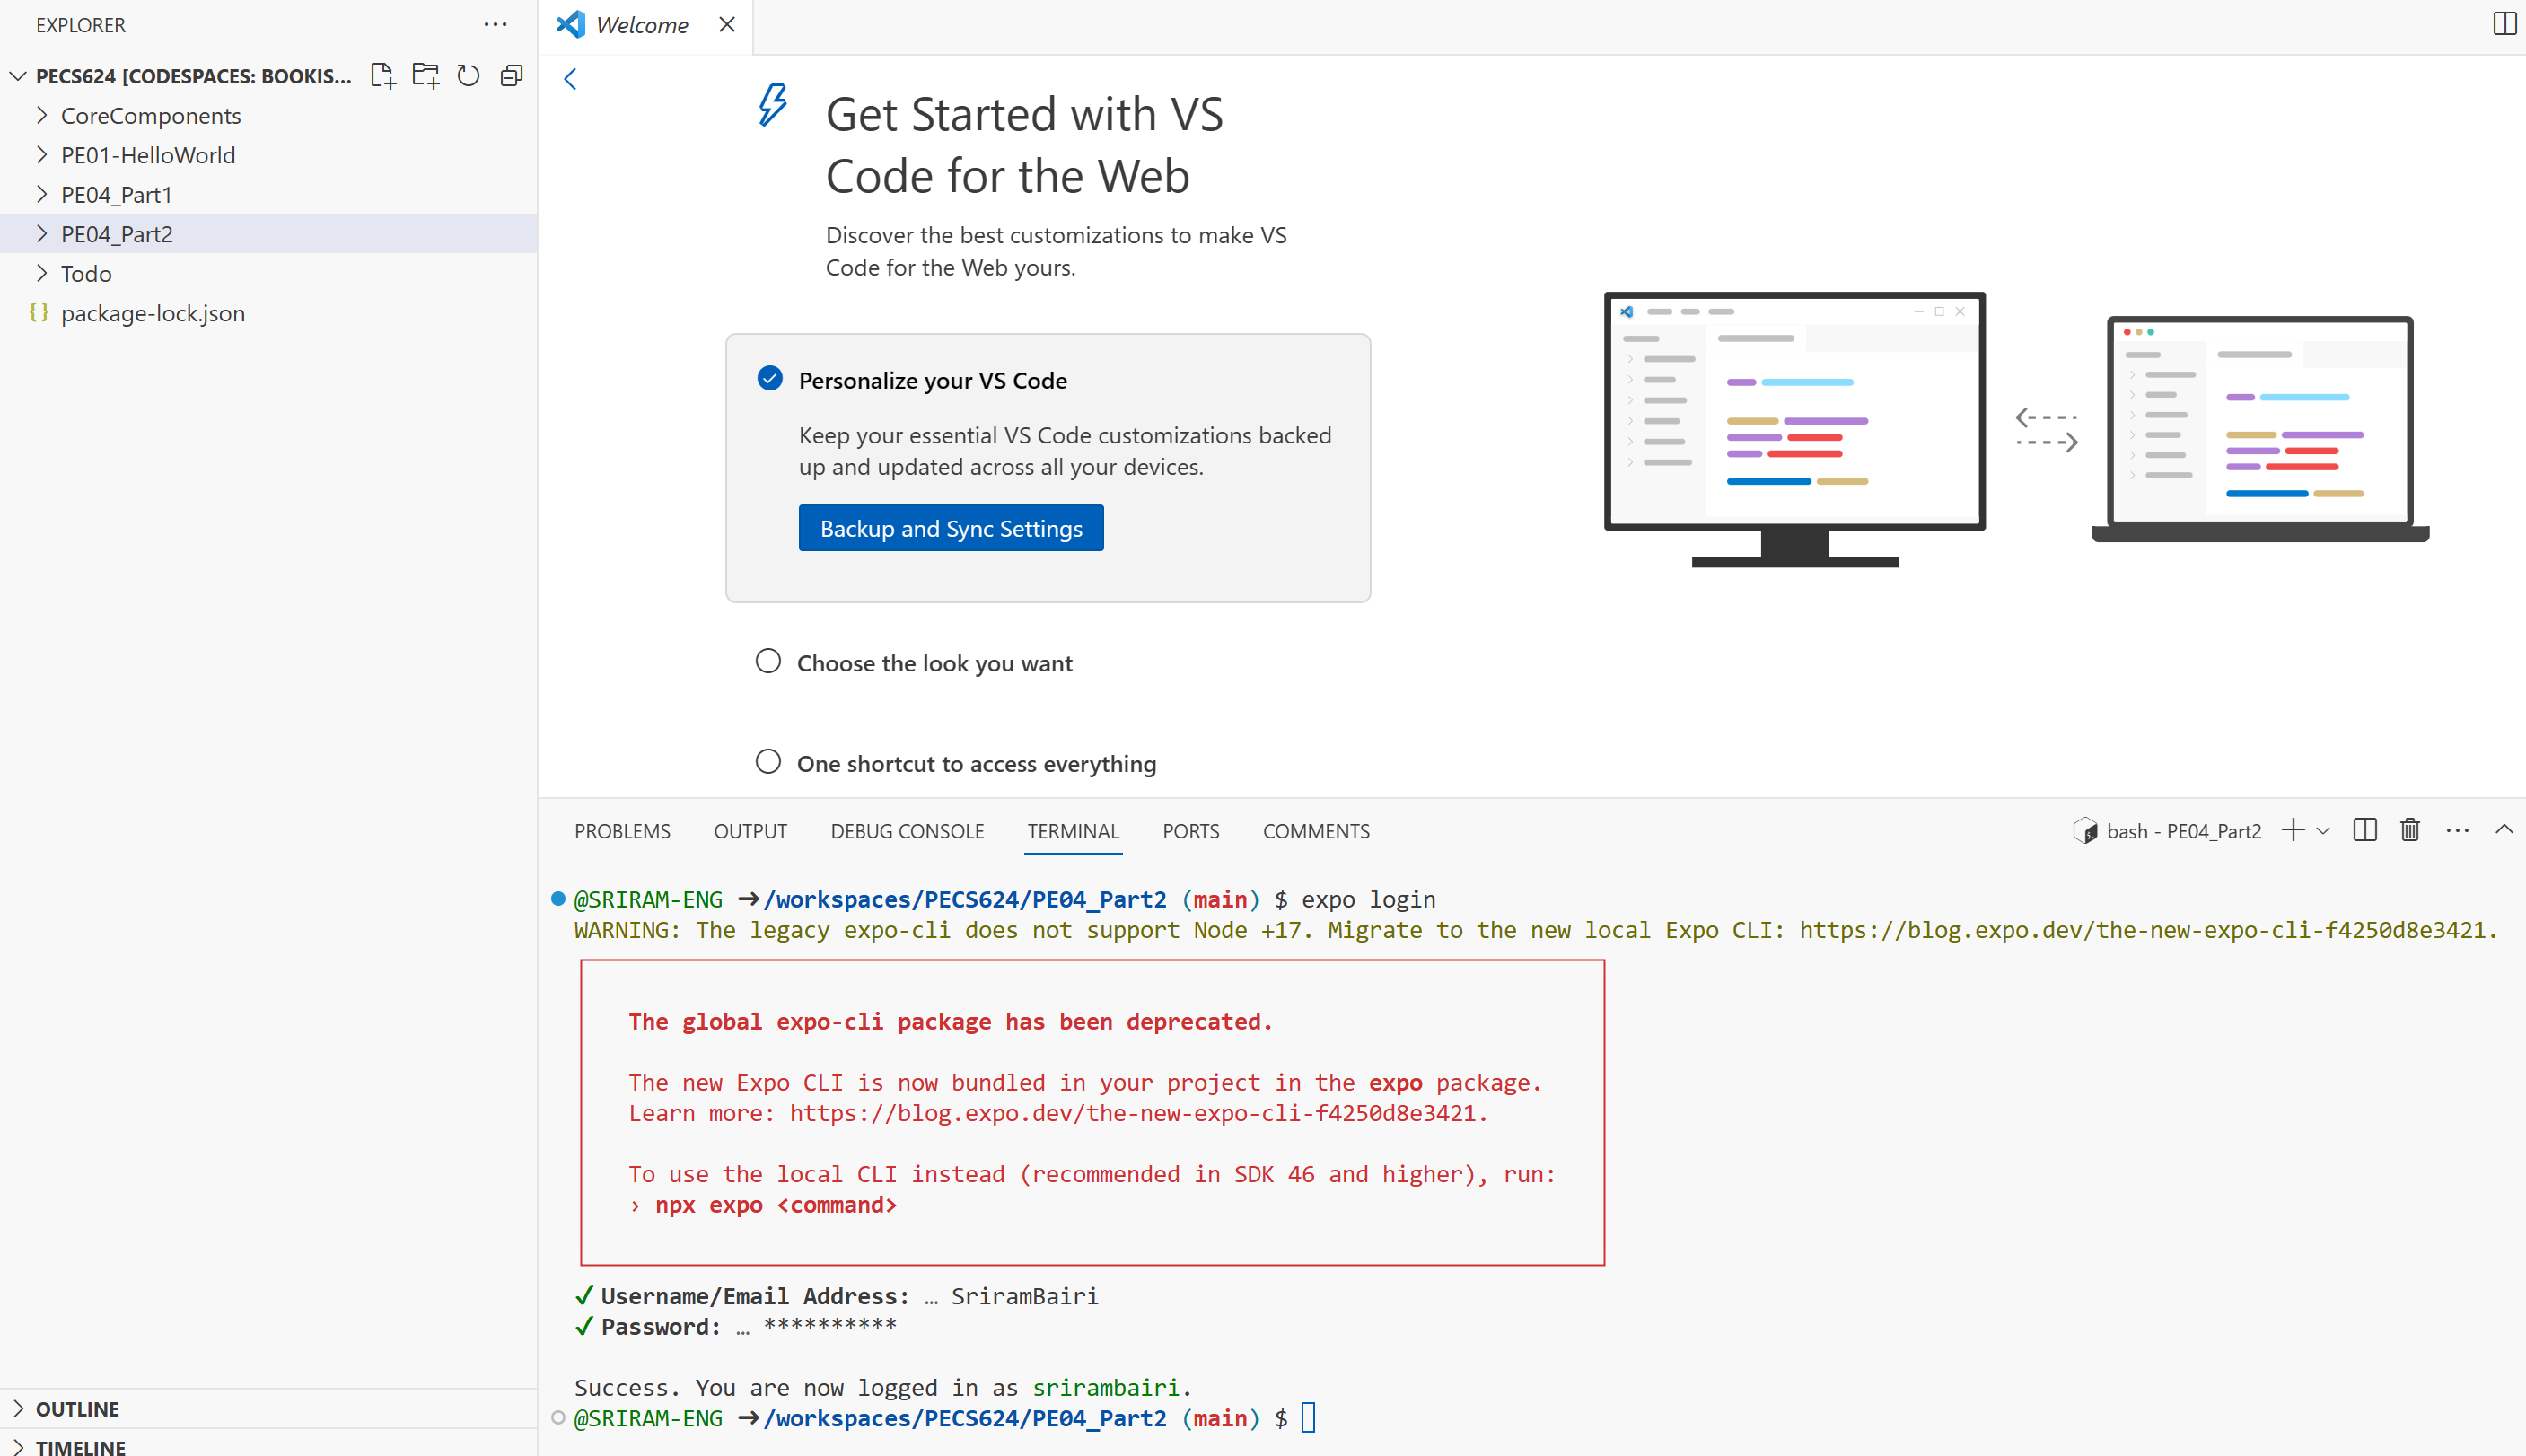 EXPLORER
PECS624 [CODESPACES: BOOKIS...
CoreComponents
PE01-HelloWorld
PE04_Part1
PE04_Part2
Todo
{} package-lock.json
OUTLINE
TIMELINE
Welcome
Get Started with VS
Code for the Web
Discover the best customizations to make VS
Code for the Web yours.
Personalize your VS Code
Keep your essential VS Code customizations backed
up and updated across all your devices.
Backup and Sync Settings
Choose the look you want
One shortcut to access everything
PROBLEMS OUTPUT DEBUG CONSOLE TERMINAL PORTS COMMENTS
bash - PE04_Part2
@SRIRAM-ENG ➜/workspaces/PECS624/PE04_Part2 (main) $ expo login
WARNING: The legacy expo-cli does not support Node +17. Migrate to the new local Expo CLI: https://blog.expo.dev/the-new-expo-cli-f4250d8e3421.
The global expo-cli package has been deprecated.
The new Expo CLI is now bundled in your project in the expo package.
Learn more: https://blog.expo.dev/the-new-expo-cli-f4250d8e3421.
To use the local CLI instead (recommended in SDK 46 and higher), run:
› npx expo <command>
✓ Username/Email Address: … SriramBairi
✓ Password: … **********
Success. You are now logged in as srirambairi.
@SRIRAM-ENG ➜/workspaces/PECS624/PE04_Part2 (main) $